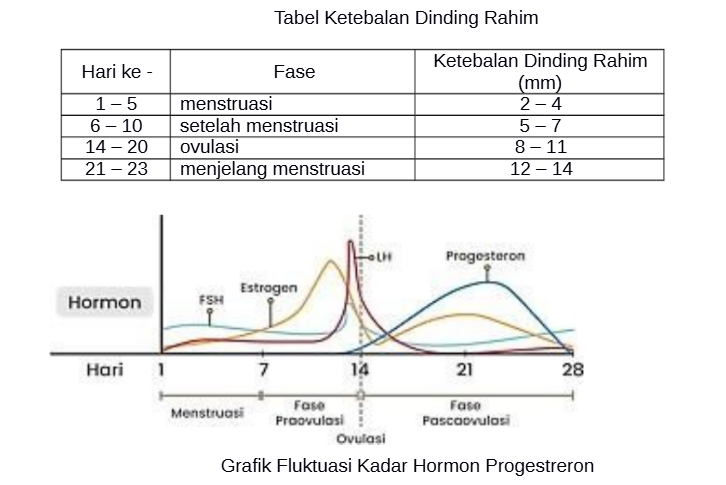 Tabel Ketebalan Dinding Rahim
Hari ke -
Fase
Ketebalan Dinding Rahim
(mm)
1 – 5 menstruasi 2 – 4
6 – 10 setelah menstruasi 5 – 7
14 – 20 ovulasi 8 – 11
21 – 23 menjelang menstruasi 12 – 14
Progesteron
LH
Estrogen
FSH
Hormon
Hari 1 7 14 21 28
Menstruasi
Fase
Praovulasi
Fase
Pascaovulasi
Ovulasi
Grafik Fluktuasi Kadar Hormon Progestreron